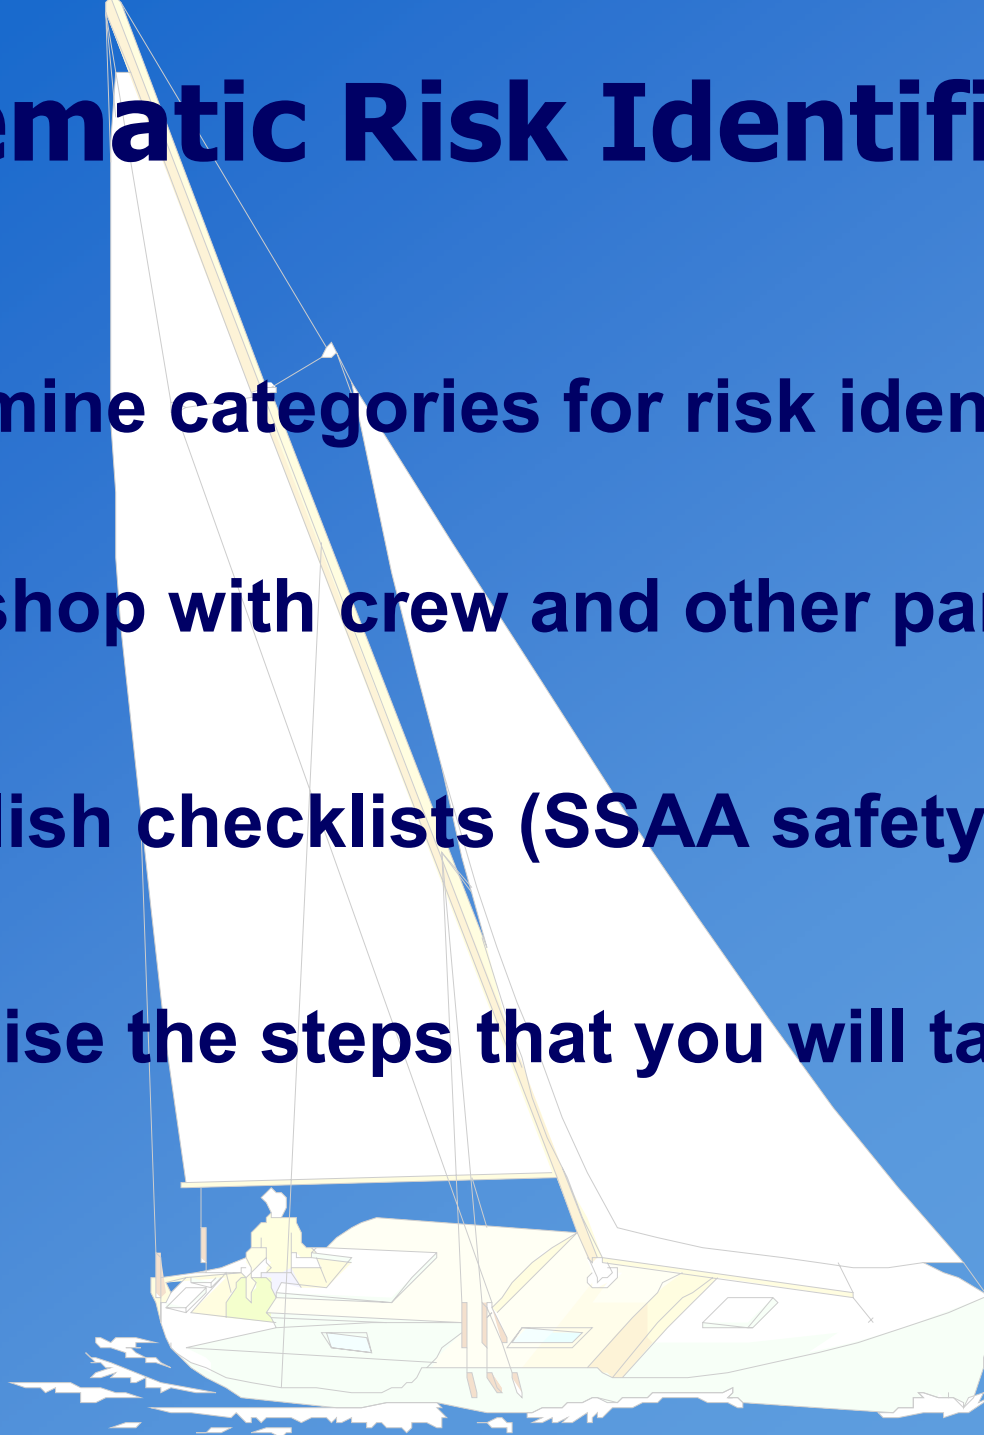 ematic Risk Identifi
mine categories for risk iden
shop with crew and other par
lish checklists (SSAA safety
ise the steps that you will ta